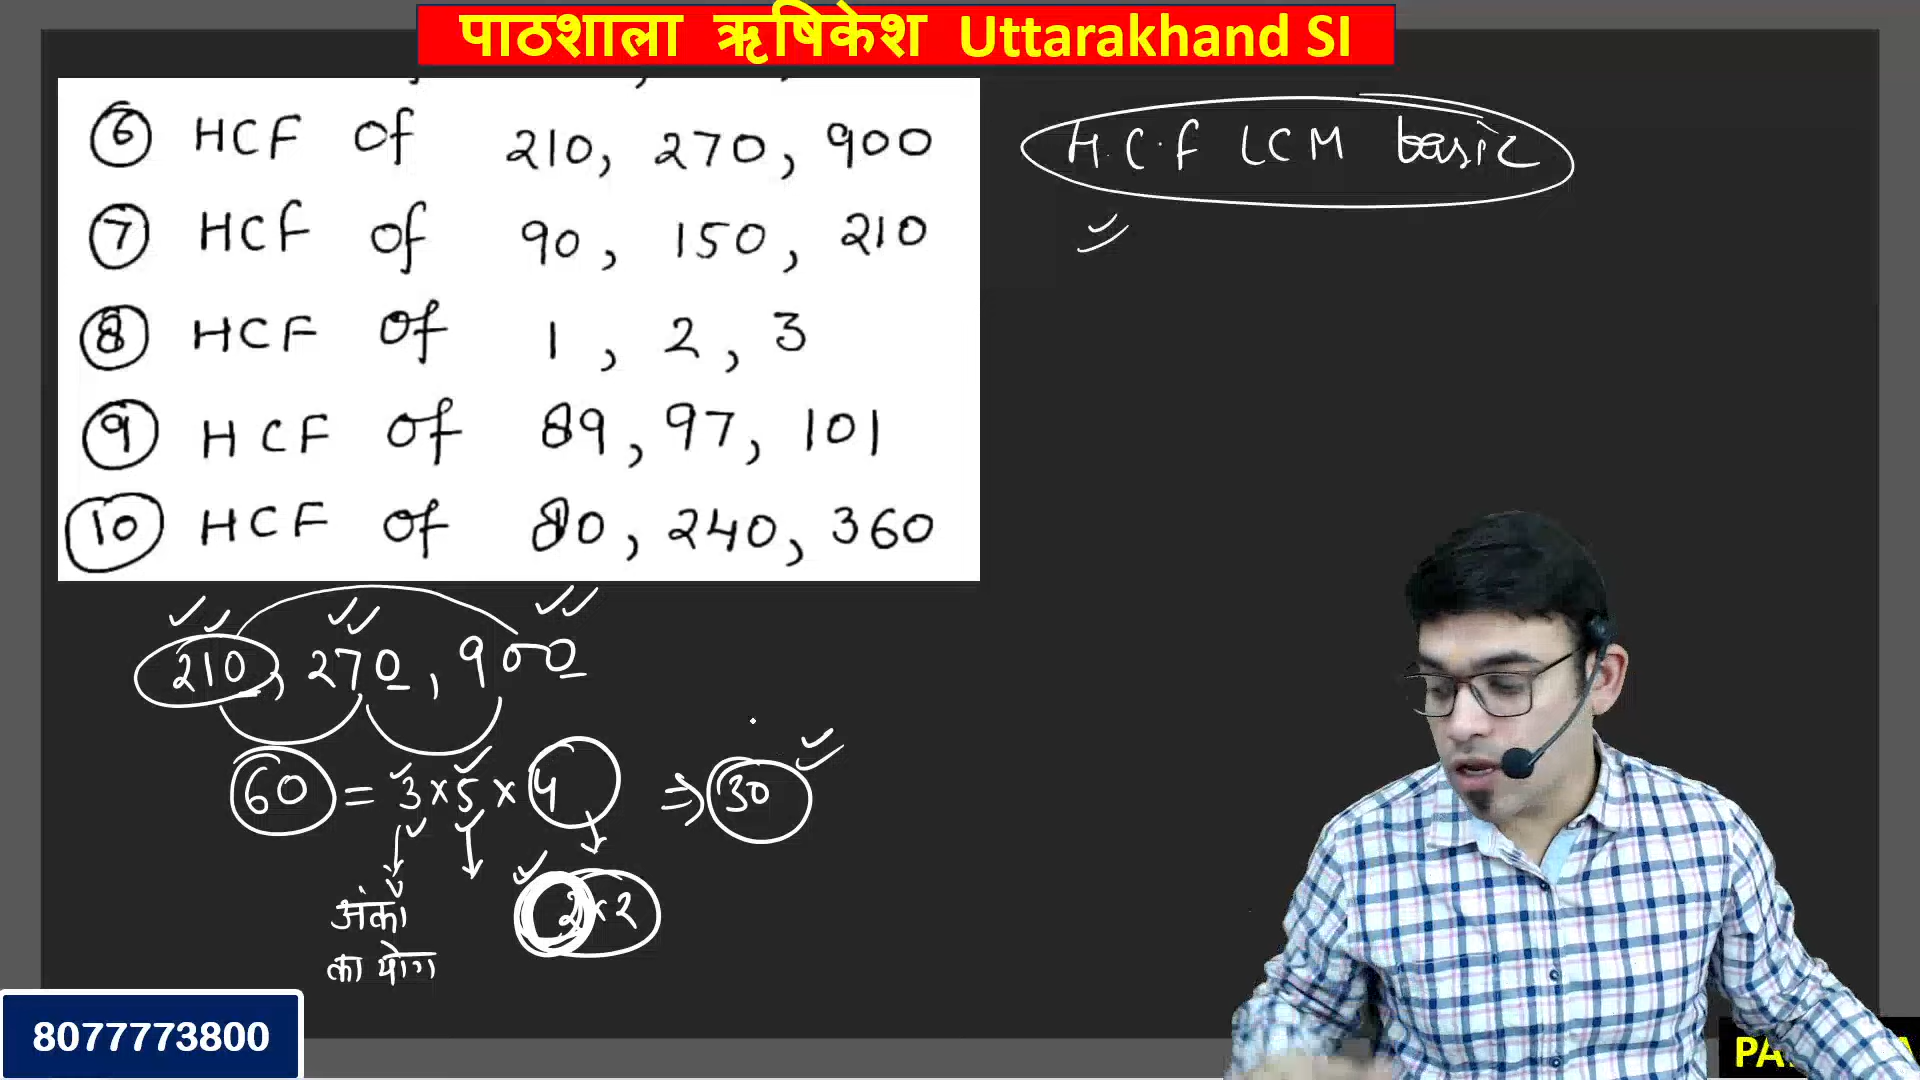 पाठशाला ऋषिकेश Uttarakhand SI
6 HCF of 210, 270, 900
7 HCF of 90, 150, 210
8 HCF of 1, 2, 3
9 HCF of 89, 97, 101
10 HCF of 80, 240, 360
H.C.F LCM basic
210, 270, 900
60 = 3×5×4 ⇒ 30
2×2
अंकों
का योग
8077773800